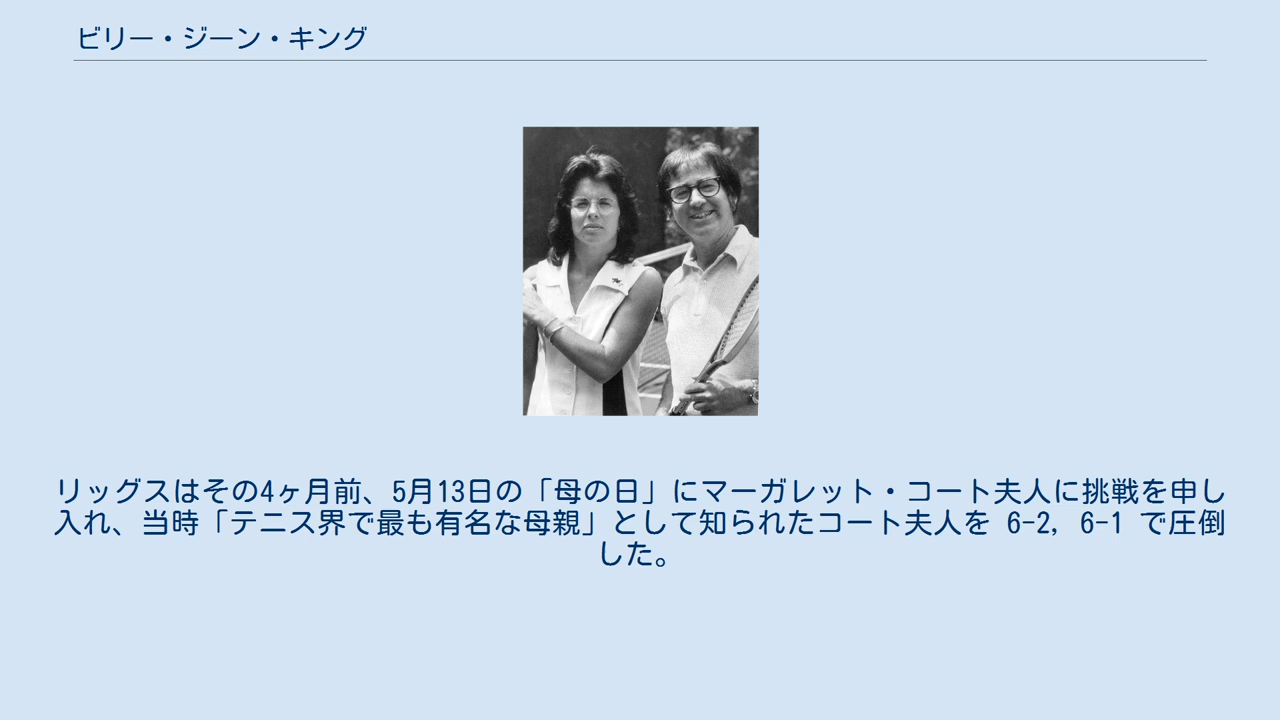 ビリー・ジーン・キング
リッグスはその4ヶ月前、5月13日の「母の日」にマーガレット・コート夫人に挑戦を申し
入れ、当時「テニス界で最も有名な母親」として知られたコート夫人を 6-2, 6-1 で圧倒
した。